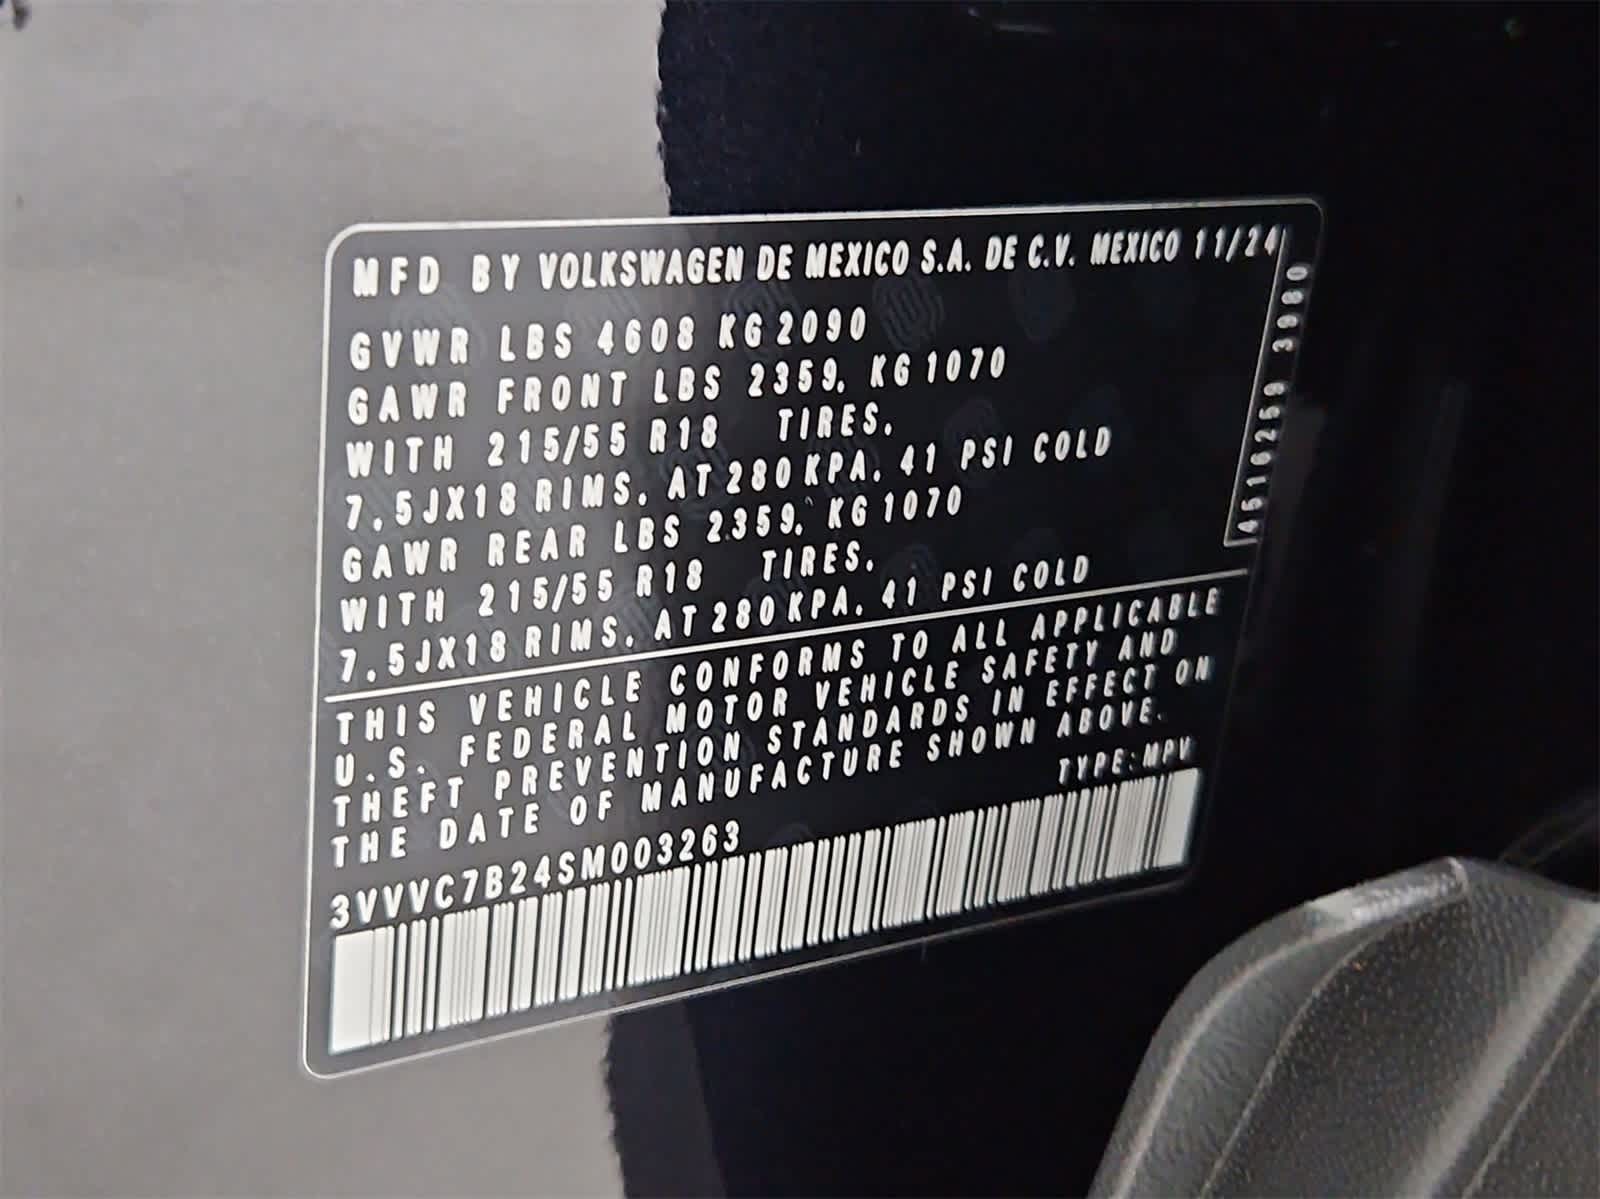 MFD BY VOLKSWAGEN DE MEXICO S.A. DE C.V. MEXICO 11/24
GVWR LBS 4608 KG 2090
GAWR FRONT LBS 2359, KG 1070
WITH 215/55 R18 TIRES.
7.5JX18 RIMS, AT 280 KPA. 41 PSI COLD
GAWR REAR LBS 2359, KG 1070
WITH 215/55 R18 TIRES.
7.5JX18 RIMS, AT 280 KPA. 41 PSI COLD
4516269 3980
THIS VEHICLE CONFORMS TO ALL APPLICABLE
U.S. FEDERAL MOTOR VEHICLE SAFETY AND
THEFT PREVENTION STANDARDS IN EFFECT ON
THE DATE OF MANUFACTURE SHOWN ABOVE.
TYPE: MPV
3VVVC7B24SM003263